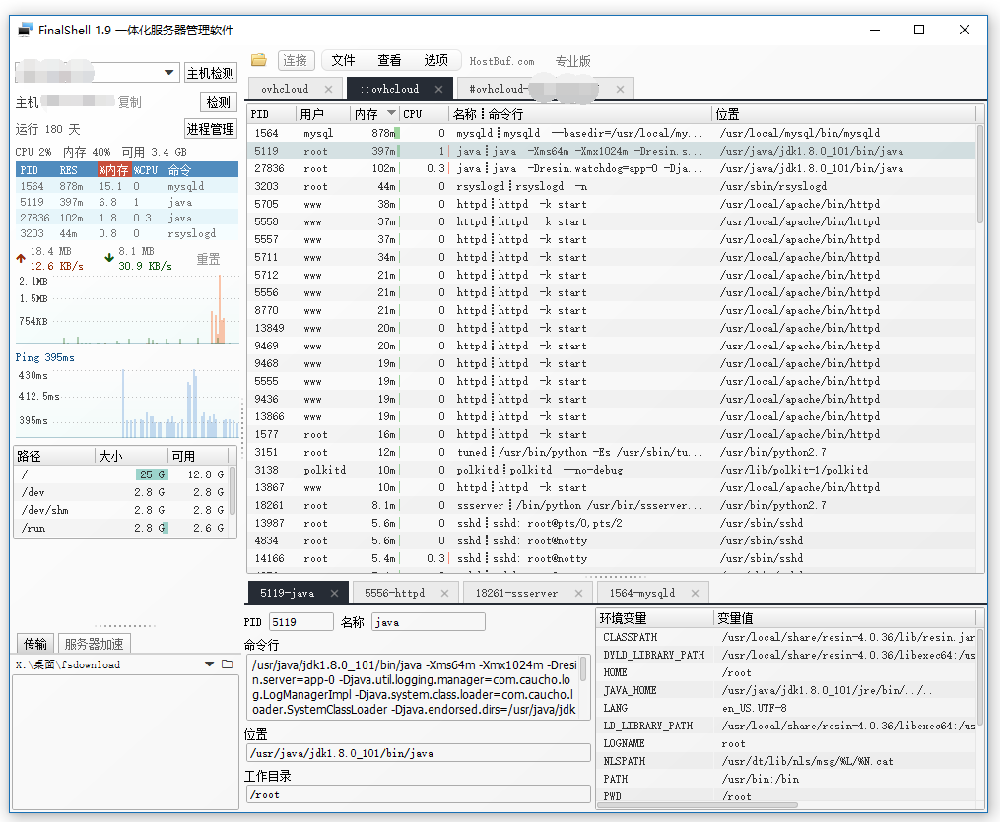 FinalShell 1.9 一体化服务器管理软件
主机检测
主机 复制 检测
运行 180 天 进程管理
CPU 2% 内存 40% 可用 3.4 GB
PID RES %内存 %CPU 命令
1564 878m 15.1 0 mysqld
5119 397m 6.8 1 java
27836 102m 1.8 0.3 java
3203 44m 0.8 0 rsyslogd
18.4 MB 8.1 MB 重置
12.6 KB/s 30.9 KB/s
2.1MB
1.5MB
754KB
Ping 395ms
430ms
412.5ms
395ms
路径 大小 可用
/ 25 G 12.8 G
/dev 2.8 G 2.8 G
/dev/shm 2.8 G 2.8 G
/run 2.8 G 2.6 G
传输 服务器加速
X:\桌面\fsdownload
连接 文件 查看 选项 HostBuf.com 专业版
ovhcloud × ::ovhcloud × #ovhcloud- ×
PID 用户 内存 CPU 名称┇命令行 位置
1564 mysql 878m 0 mysqld┇mysqld --basedir=/usr/local/my... /usr/local/mysql/bin/mysqld
5119 root 397m 1 java┇java -Xms64m -Xmx1024m -Dresin.s... /usr/java/jdk1.8.0_101/bin/java
27836 root 102m 0.3 java┇java -Dresin.watchdog=app-0 -Dja... /usr/java/jdk1.8.0_101/bin/java
3203 root 44m 0 rsyslogd┇rsyslogd -n /usr/sbin/rsyslogd
5705 www 38m 0 httpd┇httpd -k start /usr/local/apache/bin/httpd
5558 www 37m 0 httpd┇httpd -k start /usr/local/apache/bin/httpd
5557 www 37m 0 httpd┇httpd -k start /usr/local/apache/bin/httpd
5711 www 34m 0 httpd┇httpd -k start /usr/local/apache/bin/httpd
5712 www 21m 0 httpd┇httpd -k start /usr/local/apache/bin/httpd
5556 www 21m 0 httpd┇httpd -k start /usr/local/apache/bin/httpd
8770 www 21m 0 httpd┇httpd -k start /usr/local/apache/bin/httpd
13849 www 20m 0 httpd┇httpd -k start /usr/local/apache/bin/httpd
9469 www 20m 0 httpd┇httpd -k start /usr/local/apache/bin/httpd
9468 www 19m 0 httpd┇httpd -k start /usr/local/apache/bin/httpd
5555 www 19m 0 httpd┇httpd -k start /usr/local/apache/bin/httpd
9436 www 19m 0 httpd┇httpd -k start /usr/local/apache/bin/httpd
13866 www 19m 0 httpd┇httpd -k start /usr/local/apache/bin/httpd
1577 root 16m 0 httpd┇httpd -k start /usr/local/apache/bin/httpd
3151 root 12m 0 tuned┇/usr/bin/python -Es /usr/sbin/tu... /usr/bin/python2.7
3138 polkitd 10m 0 polkitd┇polkitd --no-debug /usr/lib/polkit-1/polkitd
13867 www 10m 0 httpd┇httpd -k start /usr/local/apache/bin/httpd
18261 root 8.1m 0 ssserver┇/bin/python /usr/bin/ssserver... /usr/bin/python2.7
13987 root 5.6m 0 sshd┇sshd: root@pts/0,pts/2 /usr/sbin/sshd
4834 root 5.6m 0 sshd┇sshd: root@notty /usr/sbin/sshd
14166 root 5.4m 0.3 sshd┇sshd: root@notty /usr/sbin/sshd
5119-java × 5556-httpd × 18261-ssserver × 1564-mysqld ×
PID 5119 名称 java
命令行
/usr/java/jdk1.8.0_101/bin/java -Xms64m -Xmx1024m -Dresi
n.server=app-0 -Djava.util.logging.manager=com.caucho.lo
g.LogManagerImpl -Djava.system.class.loader=com.caucho.l
oader.SystemClassLoader -Djava.endorsed.dirs=/usr/java/jdk
位置
/usr/java/jdk1.8.0_101/bin/java
工作目录
/root
环境变量 变量值
CLASSPATH /usr/local/share/resin-4.0.36/lib/resin.jar
DYLD_LIBRARY_PATH /usr/local/share/resin-4.0.36/libexec64:/us
HOME /root
JAVA_HOME /usr/java/jdk1.8.0_101/jre/bin/../..
LANG en_US.UTF-8
LD_LIBRARY_PATH /usr/local/share/resin-4.0.36/libexec64:/us
LOGNAME root
NLSPATH /usr/dt/lib/nls/msg/%L/%N.cat
PATH /usr/bin:/bin
PWD /root